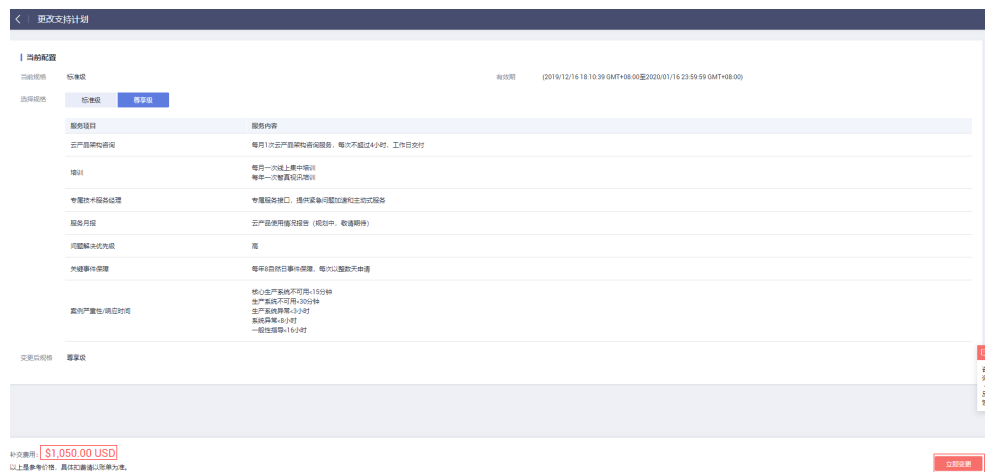 更改支持计划
当前配置
当前规格 标准级 有效期 (2019/12/16 18:10:39 GMT+08:00至2020/01/16 23:59:59 GMT+08:00)
选择规格 标准级 尊享级
服务项目 服务内容
云产品架构咨询 每月1次云产品架构咨询服务，每次不超过4小时，工作日交付
培训 每月一次线上集中培训
每年一次智真视讯培训
专属技术服务经理 专属服务接口，提供紧急问题加速和主动式服务
服务月报 云产品使用情况报告（规划中，敬请期待）
问题解决优先级 高
关键事件保障 每年8自然日事件保障，每次以整数天申请
案例严重性/响应时间 核心生产系统不可用<15分钟
生产系统不可用<30分钟
生产系统异常<3小时
系统异常<8小时
一般性指导<16小时
变更后规格 尊享级
补交费用: $1,050.00 USD
以上是参考价格，具体扣费请以账单为准。
立即变更